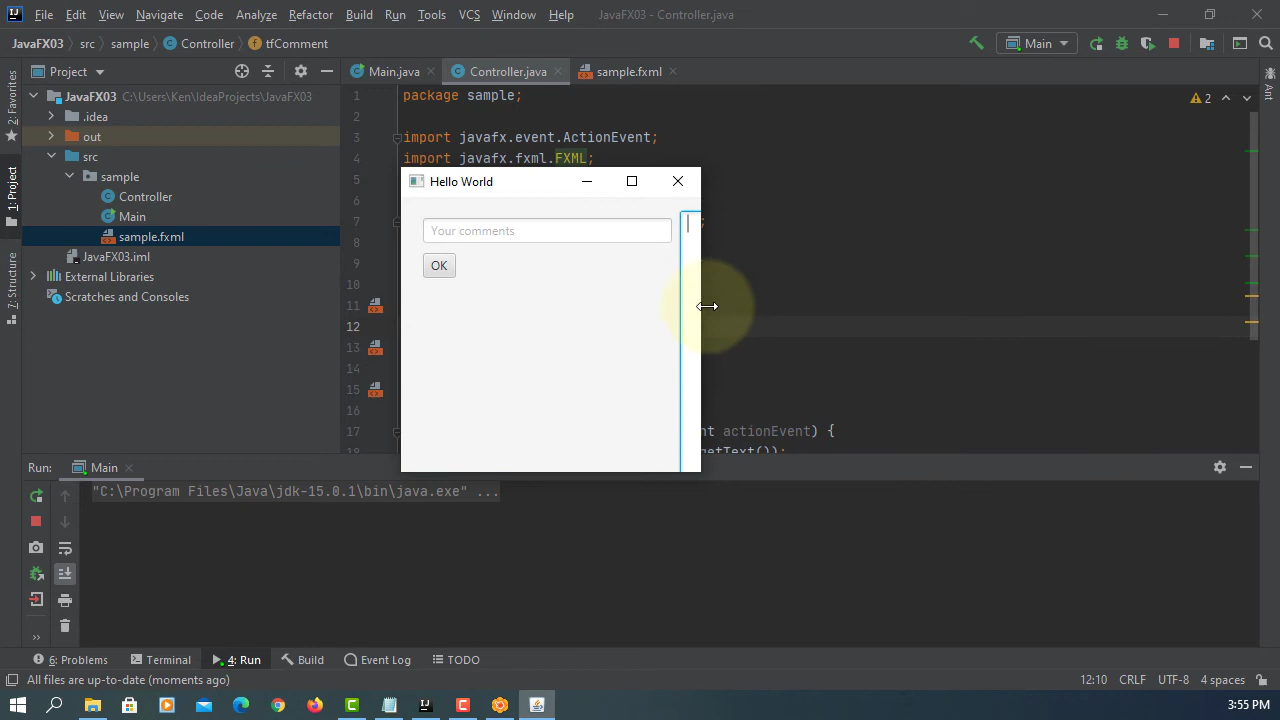 File Edit View Navigate Code Analyze Refactor Build Run Tools VCS Window Help JavaFX03 - Controller.java
JavaFX03 src sample Controller tfComment Main
Project Main.java Controller.java sample.fxml
JavaFX03 C:\Users\Ken\IdeaProjects\JavaFX03
.idea
out
src
sample
Controller
Main
sample.fxml
JavaFX03.iml
External Libraries
Scratches and Consoles
2: Favorites
1: Project
7: Structure
Ant
2
1 package sample;
2
3 import javafx.event.ActionEvent;
4 import javafx.fxml.FXML;
5
6
7 ;
8
9
10
11
12
13
14
15
16
17 nt actionEvent) {
18 getText());
Hello World
Your comments
OK
Run: Main
"C:\Program Files\Java\jdk-15.0.1\bin\java.exe" ...
6: Problems Terminal 4: Run Build Event Log TODO
All files are up-to-date (moments ago) 12:10 CRLF UTF-8 4 spaces
3:55 PM